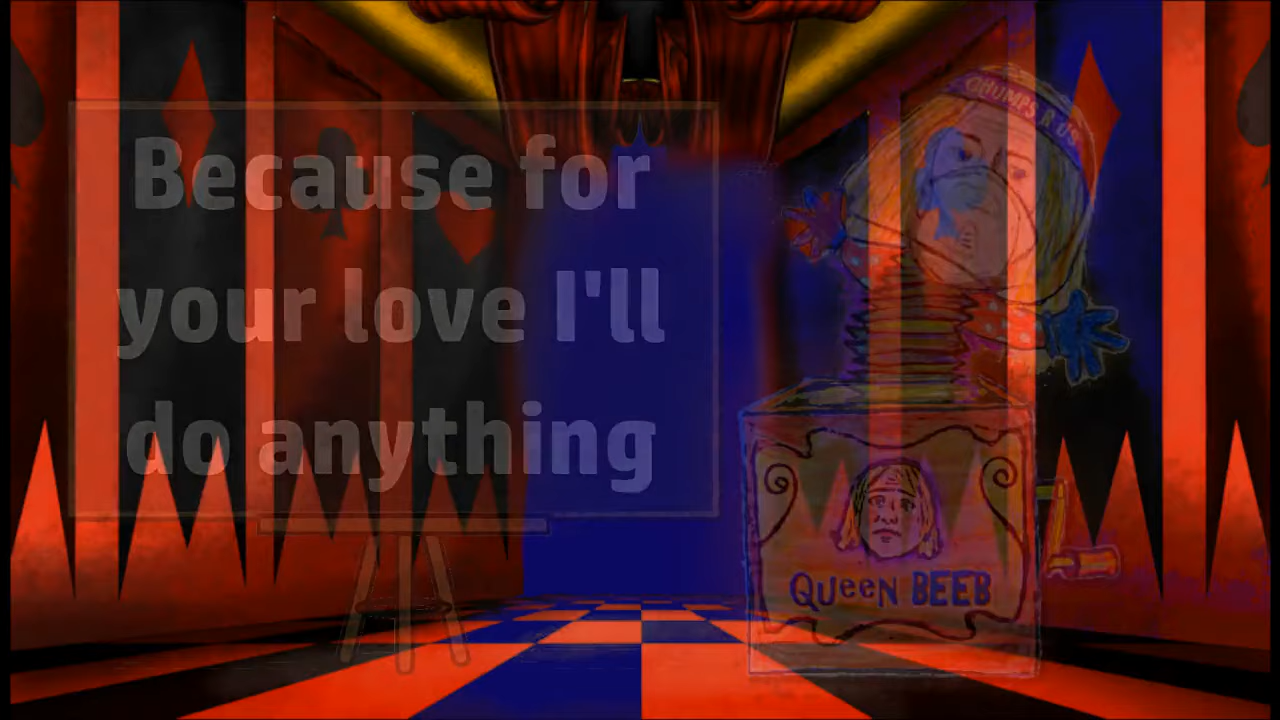 Because for
your love I'll
do anything
CHUMPS R US
QUeeN BEEB